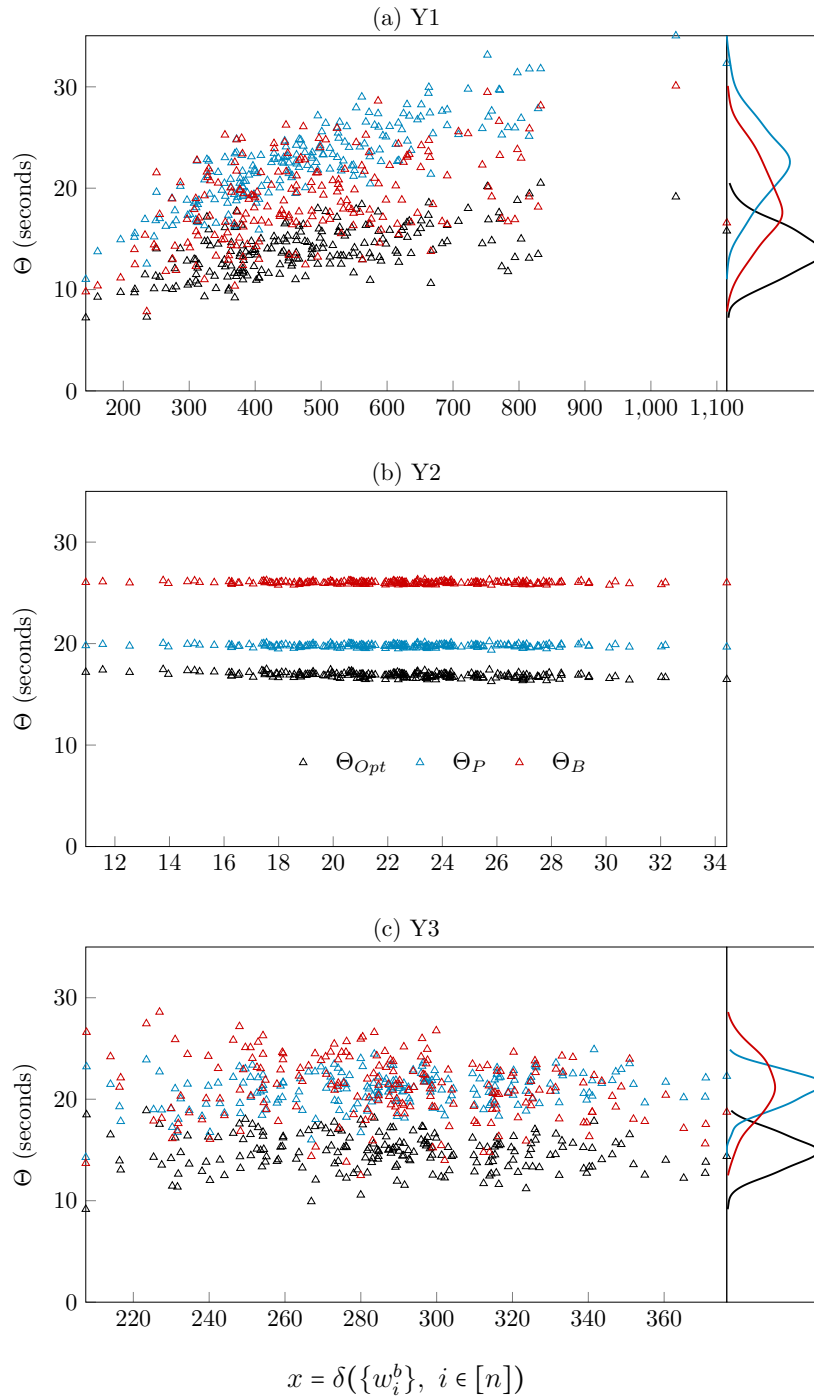 (a) Y1
Θ (seconds)
30
20
10
0
200 300 400 500 600 700 800 900 1,000 1,100
(b) Y2
Θ (seconds)
30
20
10
0
Θ_Opt Θ_P Θ_B
12 14 16 18 20 22 24 26 28 30 32 34
(c) Y3
Θ (seconds)
30
20
10
0
220 240 260 280 300 320 340 360
x = δ({w_i^b}, i ∈ [n])